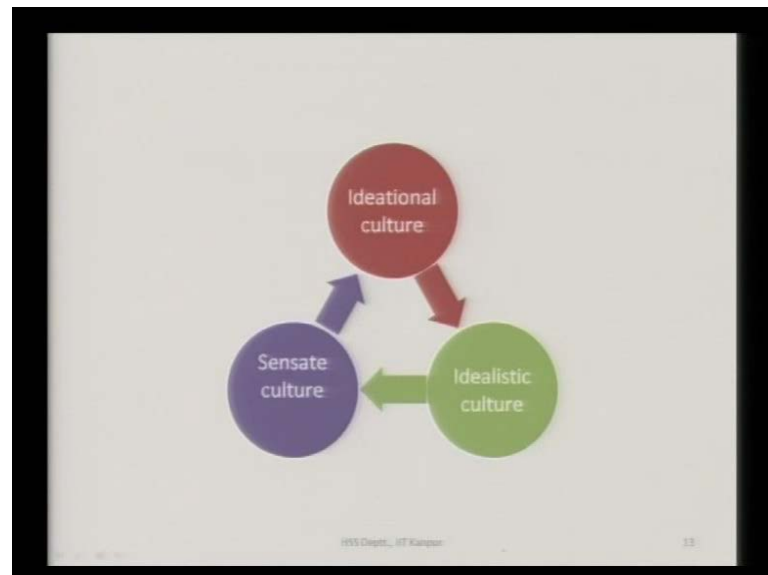 Ideational
culture
Sensate
culture
Idealistic
culture
HSS Deptt., IIT Kanpur
13